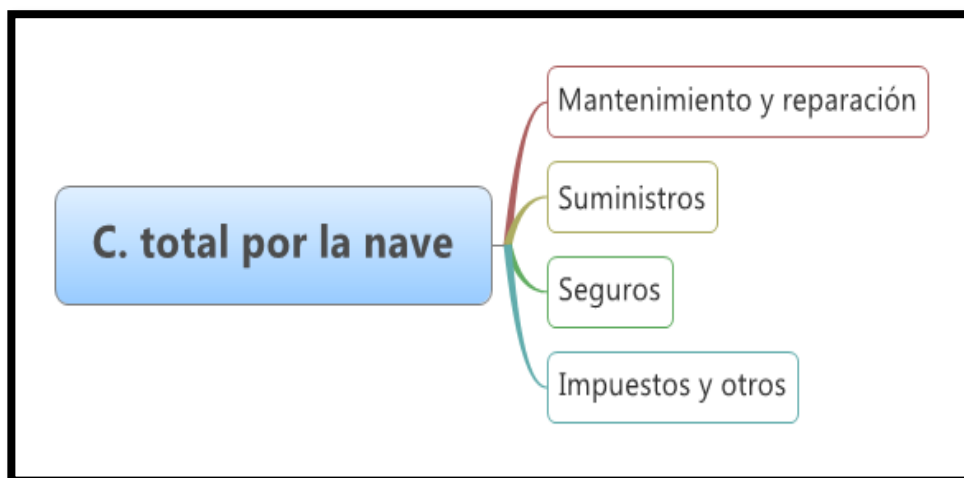 C. total por la nave
Mantenimiento y reparación
Suministros
Seguros
Impuestos y otros